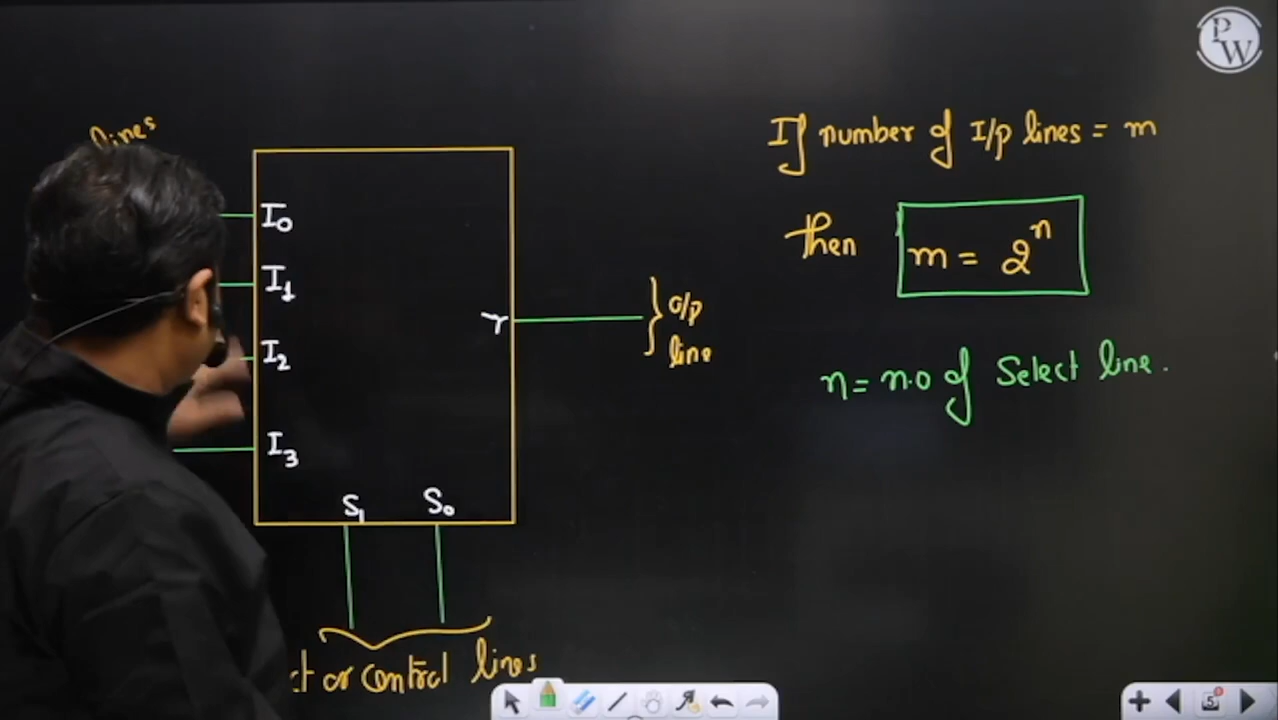 lines
I0
I1
I2
I3
Y
S1 S0
o/p
line
or control lines
If number of I/p lines = m
Then m = 2^n
n = n.o of Select line.
PW
5